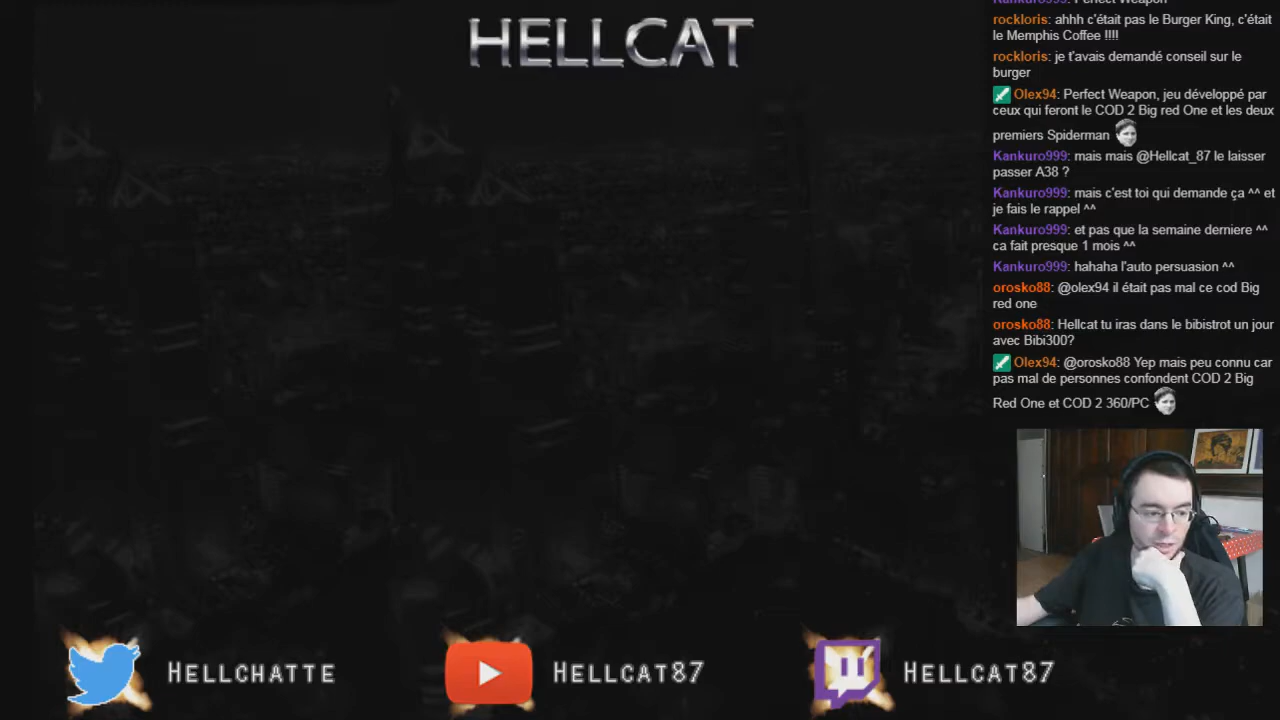 HELLCAT
Kankuro999: Perfect Weapon
rockloris: ahhh c'était pas le Burger King, c'était
le Memphis Coffee !!!!
rockloris: je t'avais demandé conseil sur le
burger
Olex94: Perfect Weapon, jeu développé par
ceux qui feront le COD 2 Big red One et les deux
premiers Spiderman
Kankuro999: mais mais @Hellcat_87 le laisser
passer A38 ?
Kankuro999: mais c'est toi qui demande ça ^^ et
je fais le rappel ^^
Kankuro999: et pas que la semaine derniere ^^
ca fait presque 1 mois ^^
Kankuro999: hahaha l'auto persuasion ^^
orosko88: @olex94 il était pas mal ce cod Big
red one
orosko88: Hellcat tu iras dans le bibistrot un jour
avec Bibi300?
Olex94: @orosko88 Yep mais peu connu car
pas mal de personnes confondent COD 2 Big
Red One et COD 2 360/PC
HELLCHATTE
HELLCAT87
HELLCAT87